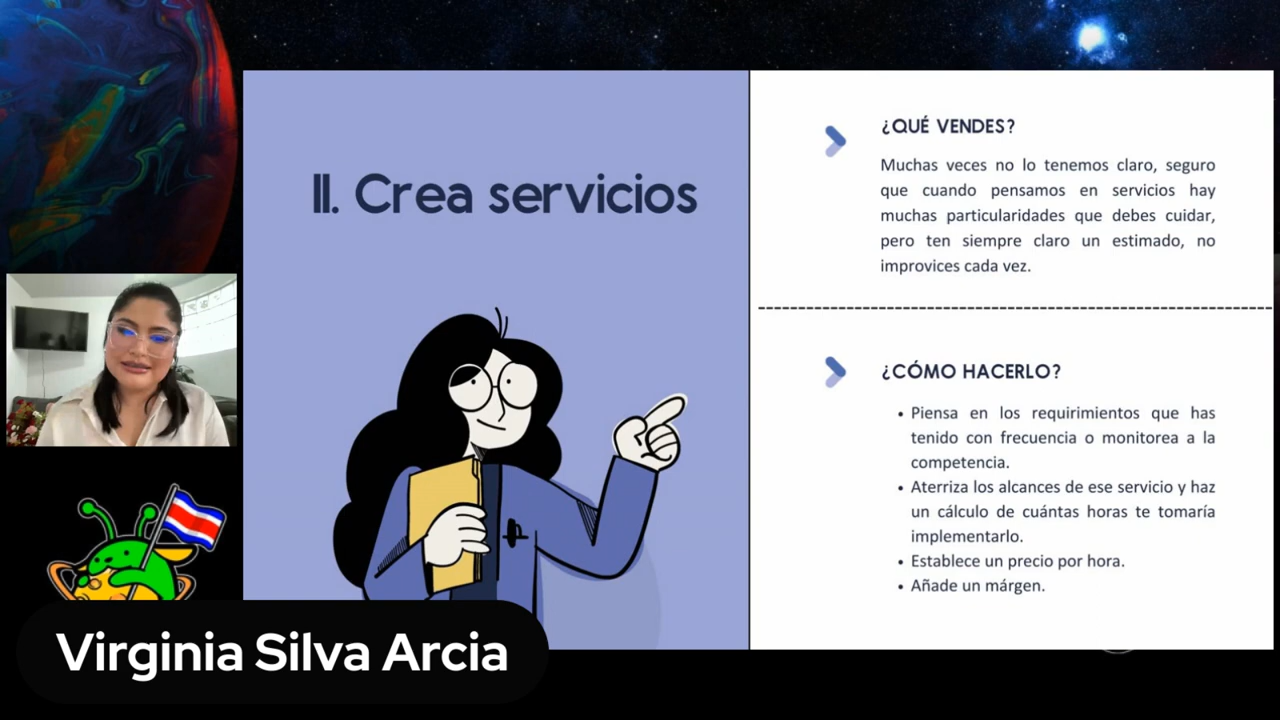 II. Crea servicios
¿QUÉ VENDES?
Muchas veces no lo tenemos claro, seguro
que cuando pensamos en servicios hay
muchas particularidades que debes cuidar,
pero ten siempre claro un estimado, no
improvices cada vez.
¿CÓMO HACERLO?
• Piensa en los requirimientos que has
tenido con frecuencia o monitorea a la
competencia.
• Aterriza los alcances de ese servicio y haz
un cálculo de cuántas horas te tomaría
implementarlo.
• Establece un precio por hora.
• Añade un márgen.
Virginia Silva Arcia